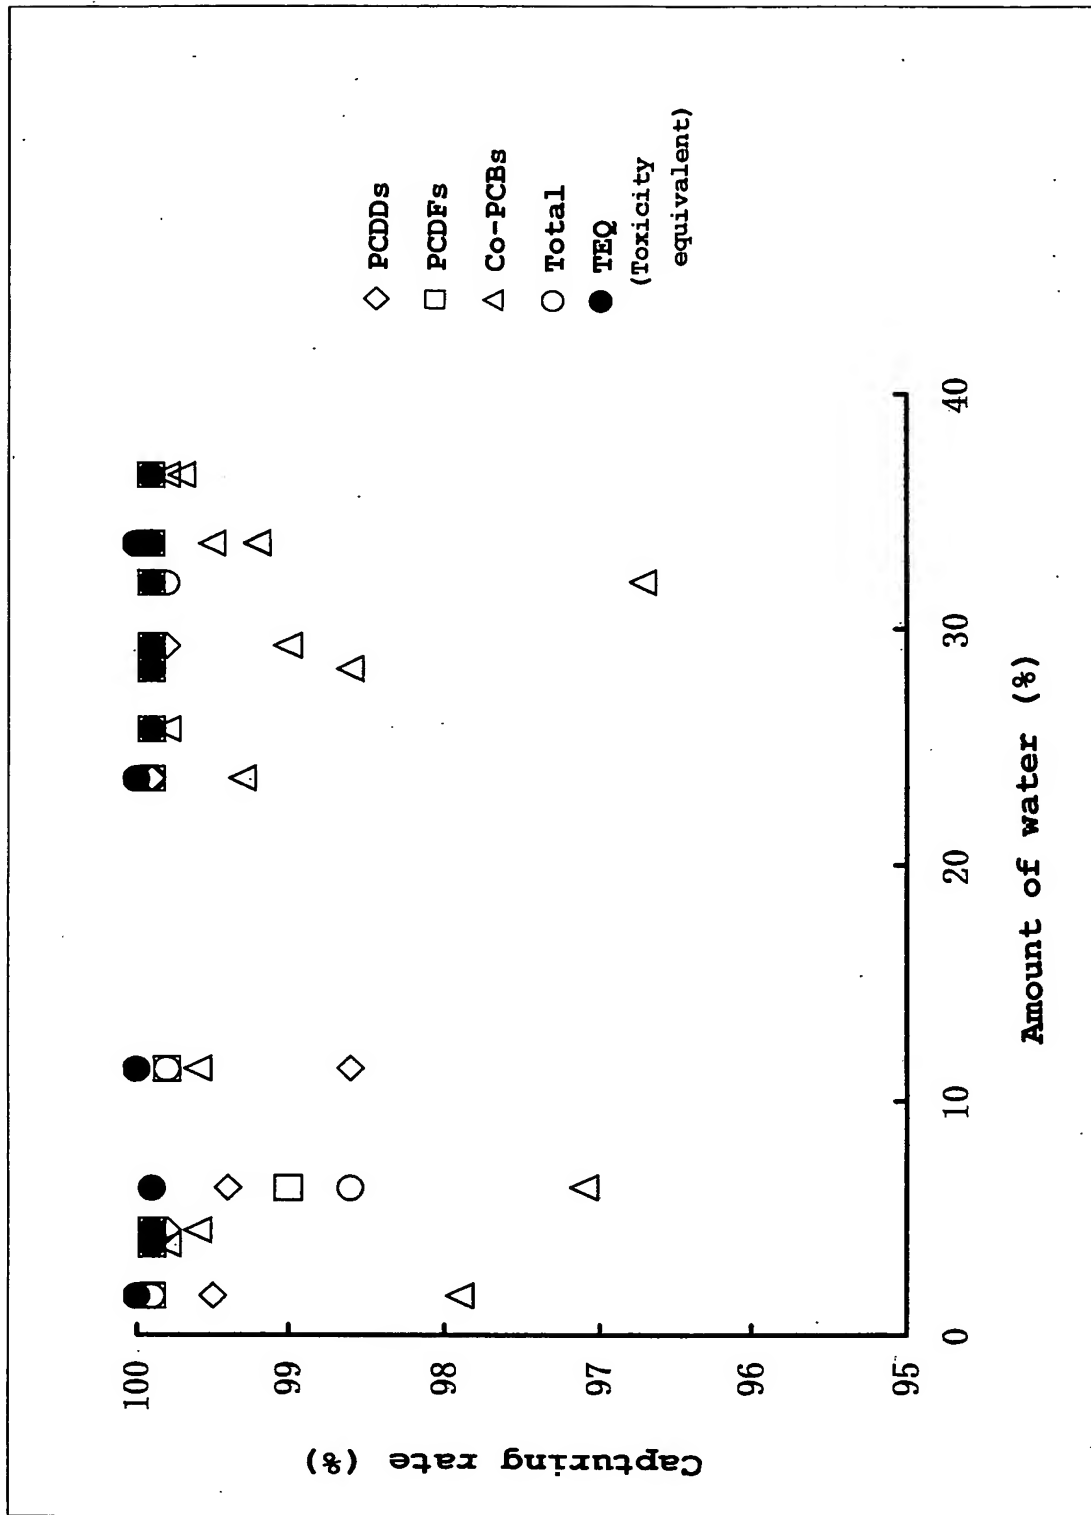 Capturing rate (%)
100
99
98
97
96
95
0
10
20
30
40
Amount of water (%)
PCDDs
PCDFs
Co-PCBs
Total
TEQ
(Toxicity
equivalent)